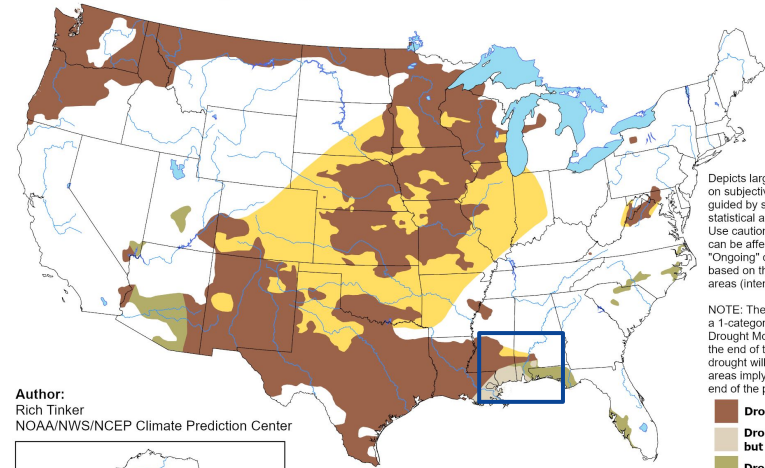 Depicts larg
on subjectiv
guided by s
statistical a
Use caution
can be affe
"Ongoing" d
based on th
areas (inter
NOTE: The
a 1-categor
Drought Mo
the end of t
drought will
areas imply
end of the p
Author:
Rich Tinker
NOAA/NWS/NCEP Climate Prediction Center
Dro
Dro
but
Dro